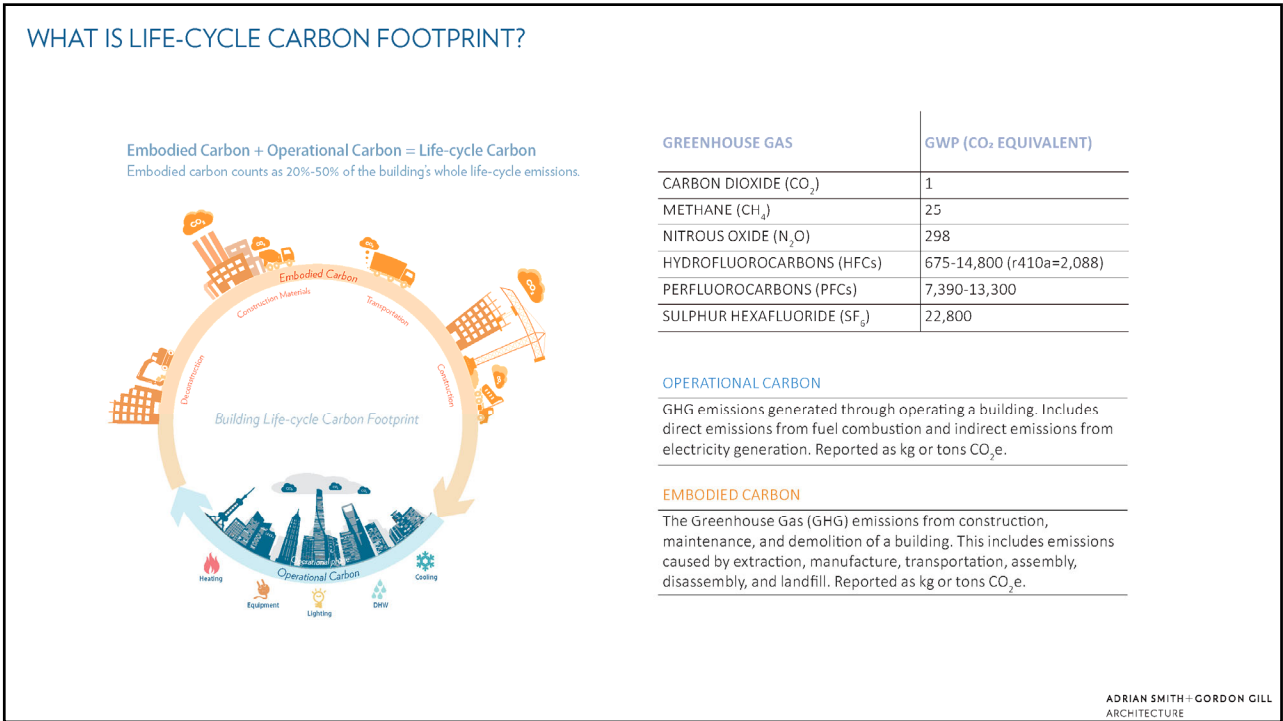 WHAT IS LIFE-CYCLE CARBON FOOTPRINT?
Embodied Carbon + Operational Carbon = Life-cycle Carbon
Embodied carbon counts as 20%-50% of the building's whole life-cycle emissions.
CO₂
CO₂
CO₂
CO₂
Embodied Carbon
Construction Materials
Transportation
Deconstruction
Construction
Building Life-cycle Carbon Footprint
Operational phase
Operational Carbon
Heating
Equipment
Lighting
DHW
Cooling
GREENHOUSE GAS GWP (CO₂ EQUIVALENT)
CARBON DIOXIDE (CO₂) 1
METHANE (CH₄) 25
NITROUS OXIDE (N₂O) 298
HYDROFLUOROCARBONS (HFCs) 675-14,800 (r410a=2,088)
PERFLUOROCARBONS (PFCs) 7,390-13,300
SULPHUR HEXAFLUORIDE (SF₆) 22,800
OPERATIONAL CARBON
GHG emissions generated through operating a building. Includes
direct emissions from fuel combustion and indirect emissions from
electricity generation. Reported as kg or tons CO₂e.
EMBODIED CARBON
The Greenhouse Gas (GHG) emissions from construction,
maintenance, and demolition of a building. This includes emissions
caused by extraction, manufacture, transportation, assembly,
disassembly, and landfill. Reported as kg or tons CO₂e.
ADRIAN SMITH+GORDON GILL
ARCHITECTURE